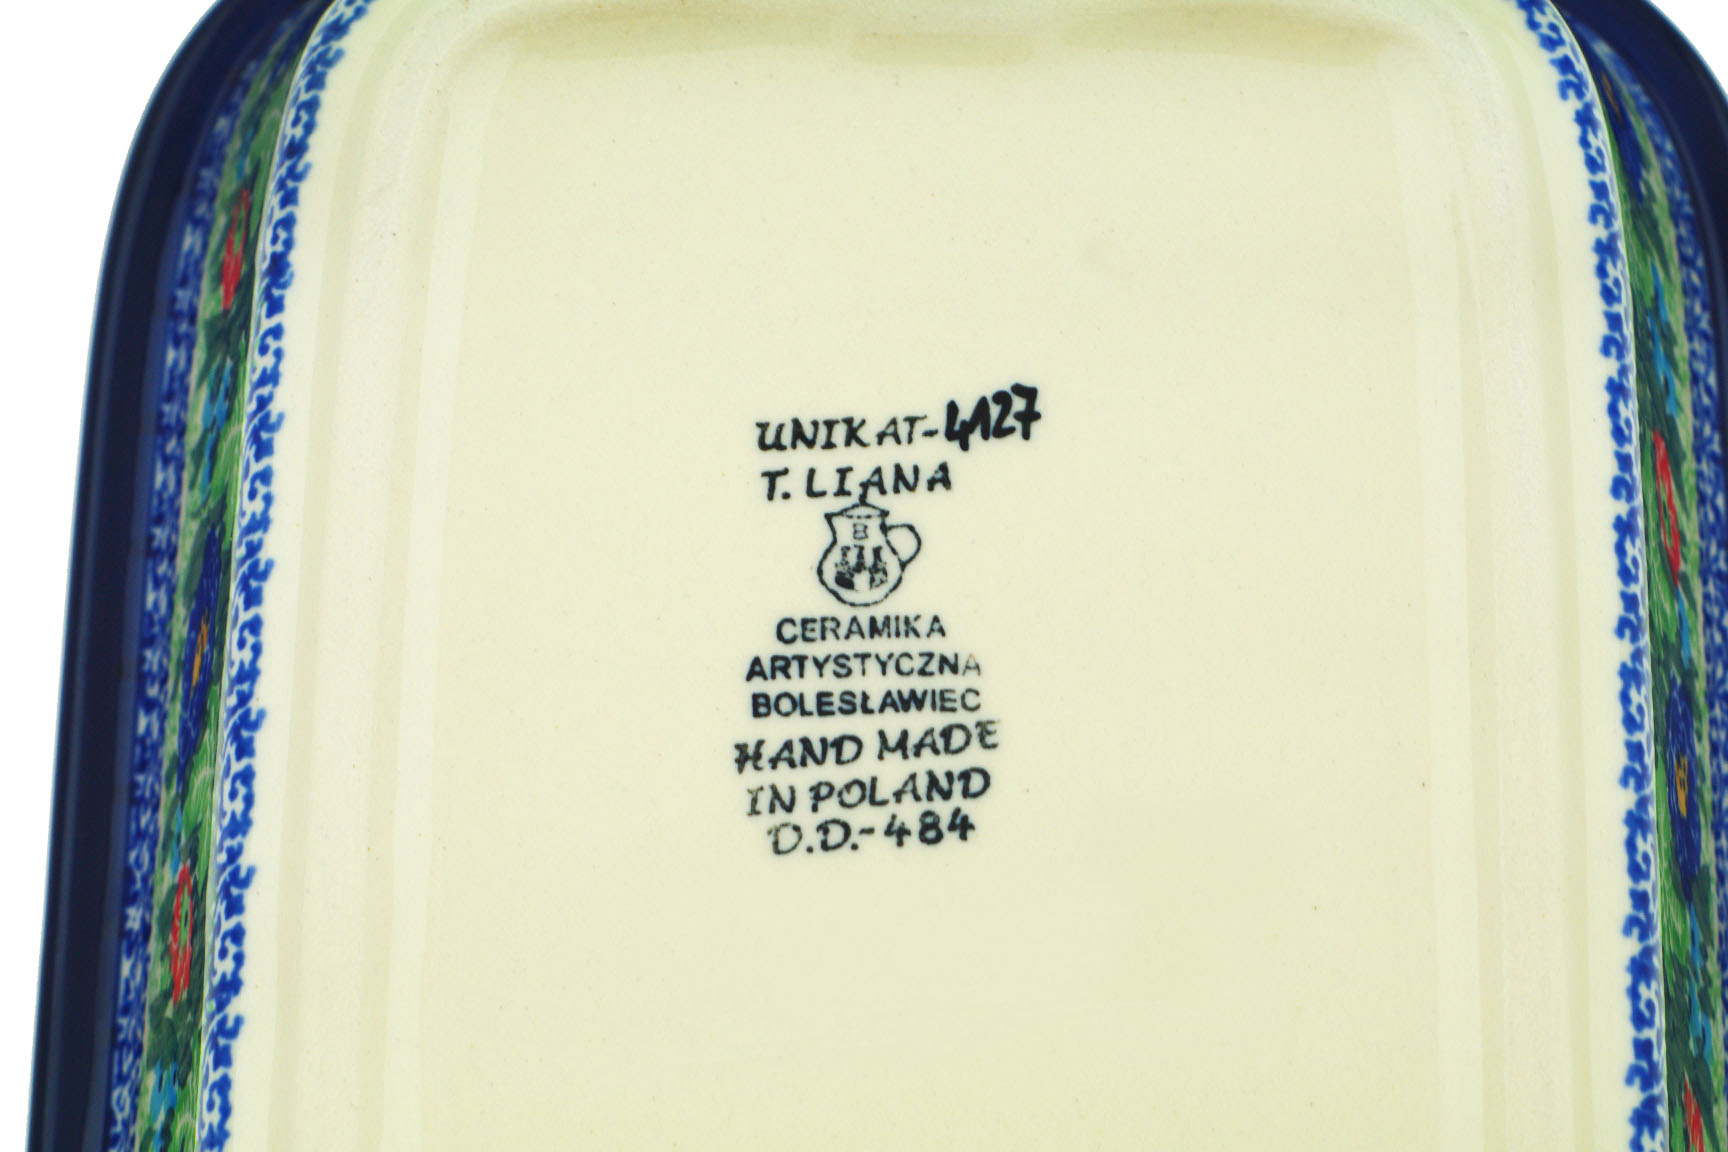 UNIKAT-4127
T. LIANA
B
CERAMIKA
ARTYSTYCZNA
BOLESŁAWIEC
HAND MADE
IN POLAND
D.D.-484